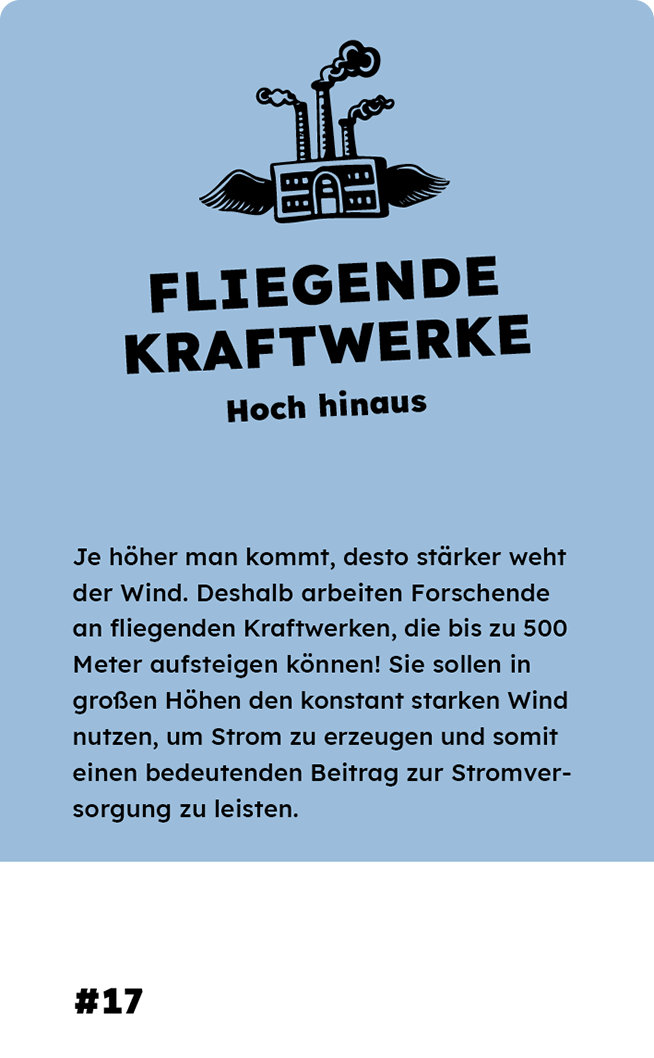 FLIEGENDE
KRAFTWERKE
Hoch hinaus
Je höher man kommt, desto stärker weht
der Wind. Deshalb arbeiten Forschende
an fliegenden Kraftwerken, die bis zu 500
Meter aufsteigen können! Sie sollen in
großen Höhen den konstant starken Wind
nutzen, um Strom zu erzeugen und somit
einen bedeutenden Beitrag zur Stromver-
sorgung zu leisten.
#17